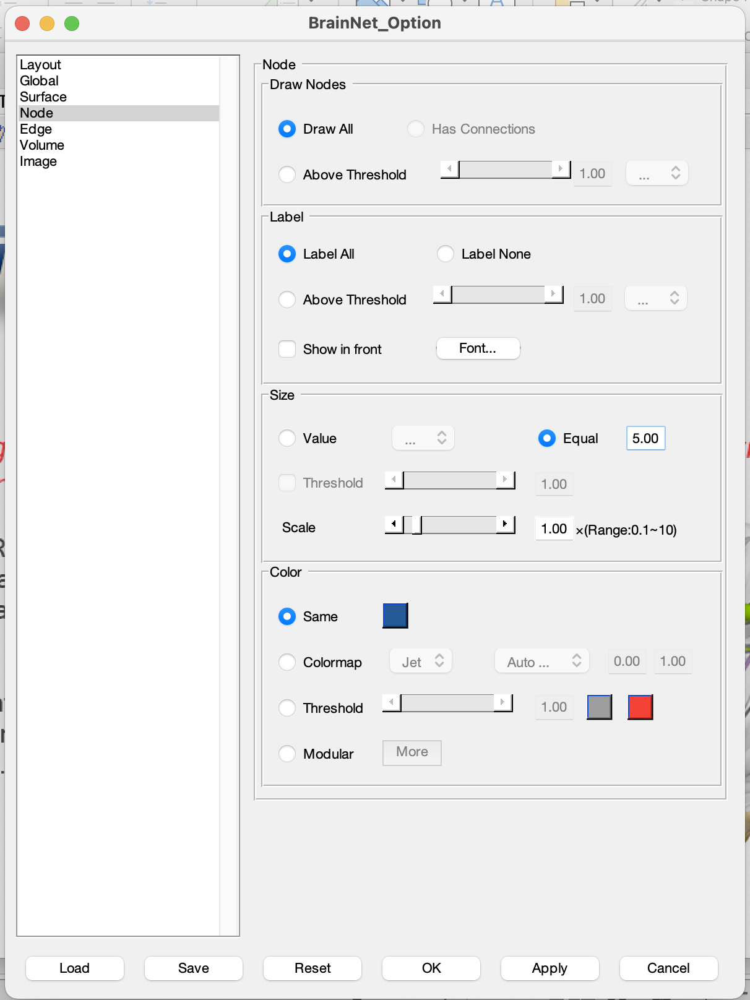 BrainNet_Option
Layout
Global
Surface
Node
Edge
Volume
Image
Node
Draw Nodes
Draw All
Has Connections
Above Threshold
1.00
...
Label
Label All
Label None
Above Threshold
1.00
...
Show in front
Font...
Size
Value
...
Equal
5.00
Threshold
1.00
Scale
1.00 ×(Range:0.1~10)
Color
Same
Colormap
Jet
Auto ...
0.00
1.00
Threshold
1.00
Modular
More
Load
Save
Reset
OK
Apply
Cancel